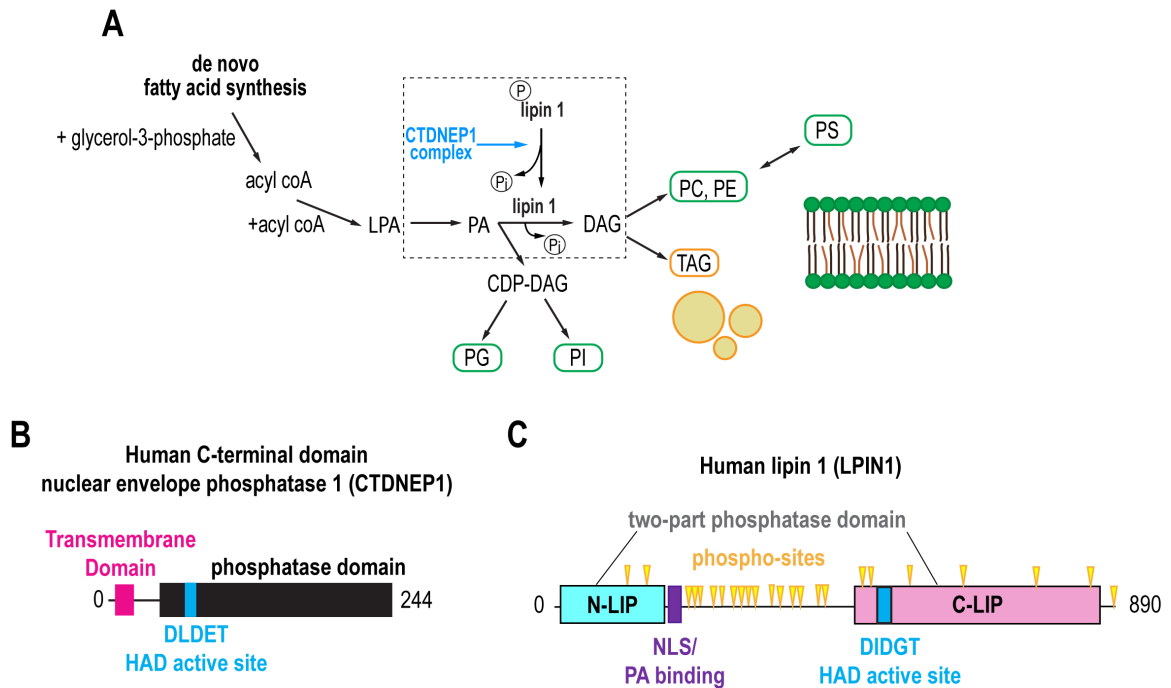 A
de novo
fatty acid synthesis
+ glycerol-3-phosphate
acyl coA
+acyl coA
LPA
P
lipin 1
CTDNEP1
complex
Pi
lipin 1
PA
DAG
Pi
CDP-DAG
PG
PI
PC, PE
PS
TAG
B
Human C-terminal domain
nuclear envelope phosphatase 1 (CTDNEP1)
Transmembrane
Domain
phosphatase domain
0
244
DLDET
HAD active site
C
Human lipin 1 (LPIN1)
two-part phosphatase domain
phospho-sites
0
N-LIP
C-LIP
890
NLS/
PA binding
DIDGT
HAD active site